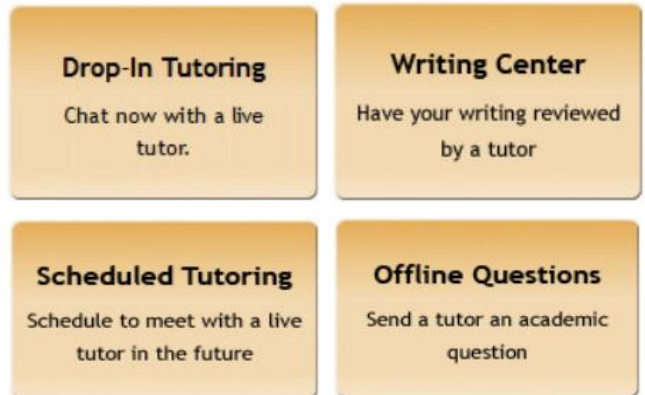 Drop-In Tutoring
Chat now with a live
tutor.
Writing Center
Have your writing reviewed
by a tutor
Scheduled Tutoring
Schedule to meet with a live
tutor in the future
Offline Questions
Send a tutor an academic
question